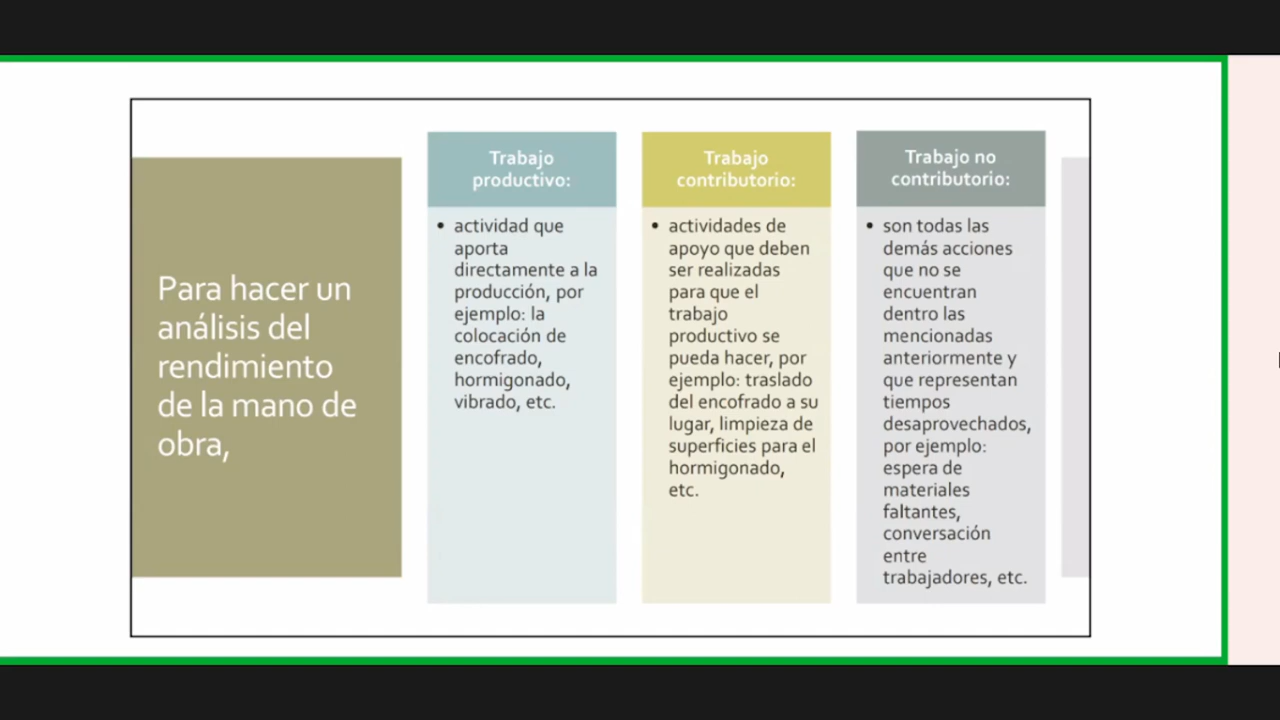 Para hacer un
análisis del
rendimiento
de la mano de
obra,
Trabajo
productivo:
• actividad que
aporta
directamente a la
producción, por
ejemplo: la
colocación de
encofrado,
hormigonado,
vibrado, etc.
Trabajo
contributorio:
• actividades de
apoyo que deben
ser realizadas
para que el
trabajo
productivo se
pueda hacer, por
ejemplo: traslado
del encofrado a su
lugar, limpieza de
superficies para el
hormigonado,
etc.
Trabajo no
contributorio:
• son todas las
demás acciones
que no se
encuentran
dentro las
mencionadas
anteriormente y
que representan
tiempos
desaprovechados,
por ejemplo:
espera de
materiales
faltantes,
conversación
entre
trabajadores, etc.